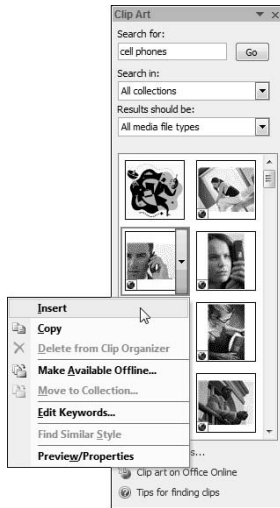 Clip Art
Search for:
cell phones
Go
Search in:
All collections
Results should be:
All media file types
Insert
Copy
Delete from Clip Organizer
Make Available Offline...
Move to Collection...
Edit Keywords...
Find Similar Style
Preview/Properties
s...
Clip art on Office Online
Tips for finding clips